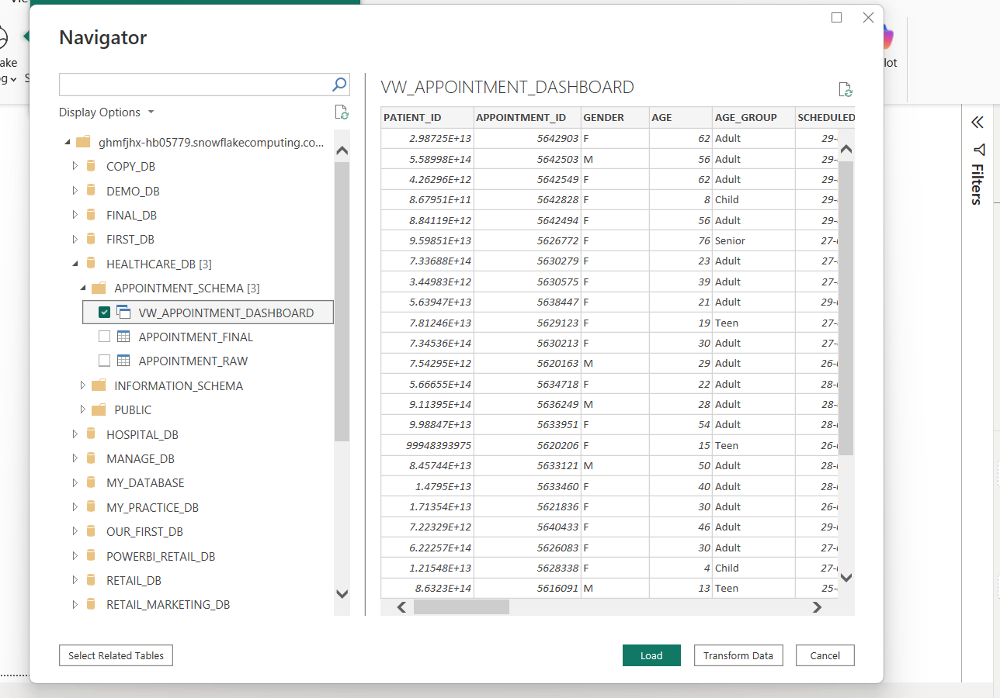 Navigator
Display Options
ghmfjhx-hb05779.snowflakecomputing.co...
COPY_DB
DEMO_DB
FINAL_DB
FIRST_DB
HEALTHCARE_DB [3]
APPOINTMENT_SCHEMA [3]
VW_APPOINTMENT_DASHBOARD
APPOINTMENT_FINAL
APPOINTMENT_RAW
INFORMATION_SCHEMA
PUBLIC
HOSPITAL_DB
MANAGE_DB
MY_DATABASE
MY_PRACTICE_DB
OUR_FIRST_DB
POWERBI_RETAIL_DB
RETAIL_DB
RETAIL_MARKETING_DB
VW_APPOINTMENT_DASHBOARD
PATIENT_ID APPOINTMENT_ID GENDER AGE AGE_GROUP SCHEDULED
2.98725E+13 5642903 F 62 Adult 29-
5.58998E+14 5642503 M 56 Adult 29-
4.26296E+12 5642549 F 62 Adult 29-
8.67951E+11 5642828 F 8 Child 29-
8.84119E+12 5642494 F 56 Adult 29-
9.59851E+13 5626772 F 76 Senior 27-
7.33688E+14 5630279 F 23 Adult 27-
3.44983E+12 5630575 F 39 Adult 27-
5.63947E+13 5638447 F 21 Adult 29-
7.81246E+13 5629123 F 19 Teen 27-
7.34536E+14 5630213 F 30 Adult 27-
7.54295E+12 5620163 M 29 Adult 26-
5.66655E+14 5634718 F 22 Adult 28-
9.11395E+14 5636249 M 28 Adult 28-
9.98847E+13 5633951 F 54 Adult 28-
99948393975 5620206 F 15 Teen 26-
8.45744E+13 5633121 M 50 Adult 28-
1.4795E+13 5633460 F 40 Adult 28-
1.71354E+13 5621836 F 30 Adult 26-
7.22329E+12 5640433 F 46 Adult 29-
6.22257E+14 5626083 F 30 Adult 27-
1.21548E+13 5628338 F 4 Child 27-
8.6323E+14 5616091 M 13 Teen 25-
Select Related Tables
Load
Transform Data
Cancel
ake
lot
Filters